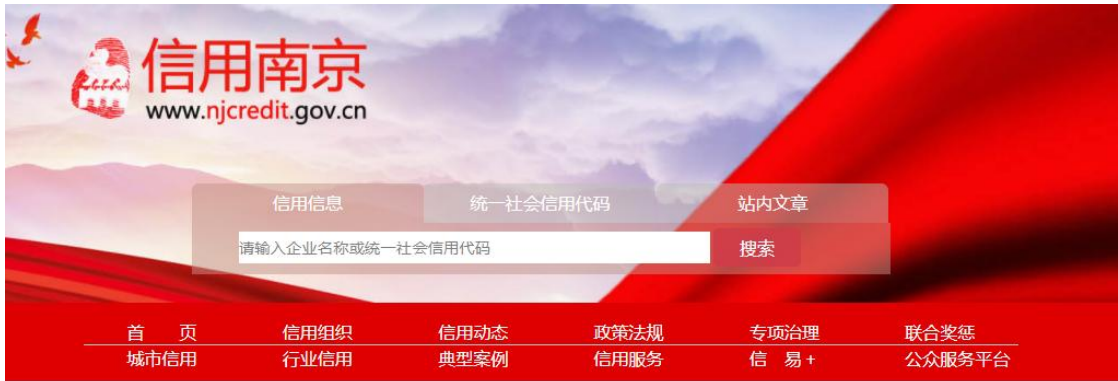 信用南京
www.njcredit.gov.cn
信用信息 统一社会信用代码 站内文章
请输入企业名称或统一社会信用代码 搜索
首 页 信用组织 信用动态 政策法规 专项治理 联合奖惩
城市信用 行业信用 典型案例 信用服务 信 易+ 公众服务平台